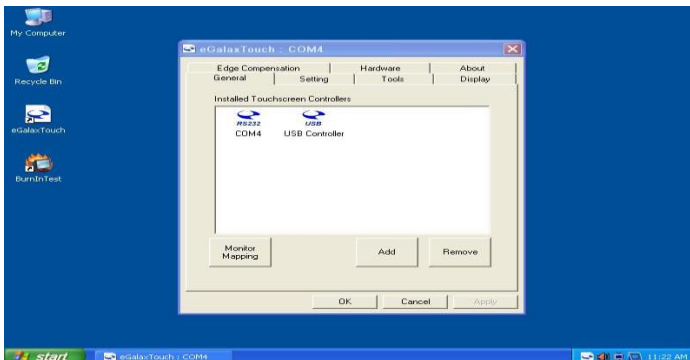 My Computer
Recycle Bin
eGalaxTouch
BurnInTest
eGalaxTouch : COM4
Edge Compensation Hardware About
General Setting Tools Display
Installed Touchscreen Controllers
RS232 USB
COM4 USB Controller
Monitor Mapping Add Remove
OK Cancel Apply
start eGalaxTouch : COM4 11:22 AM